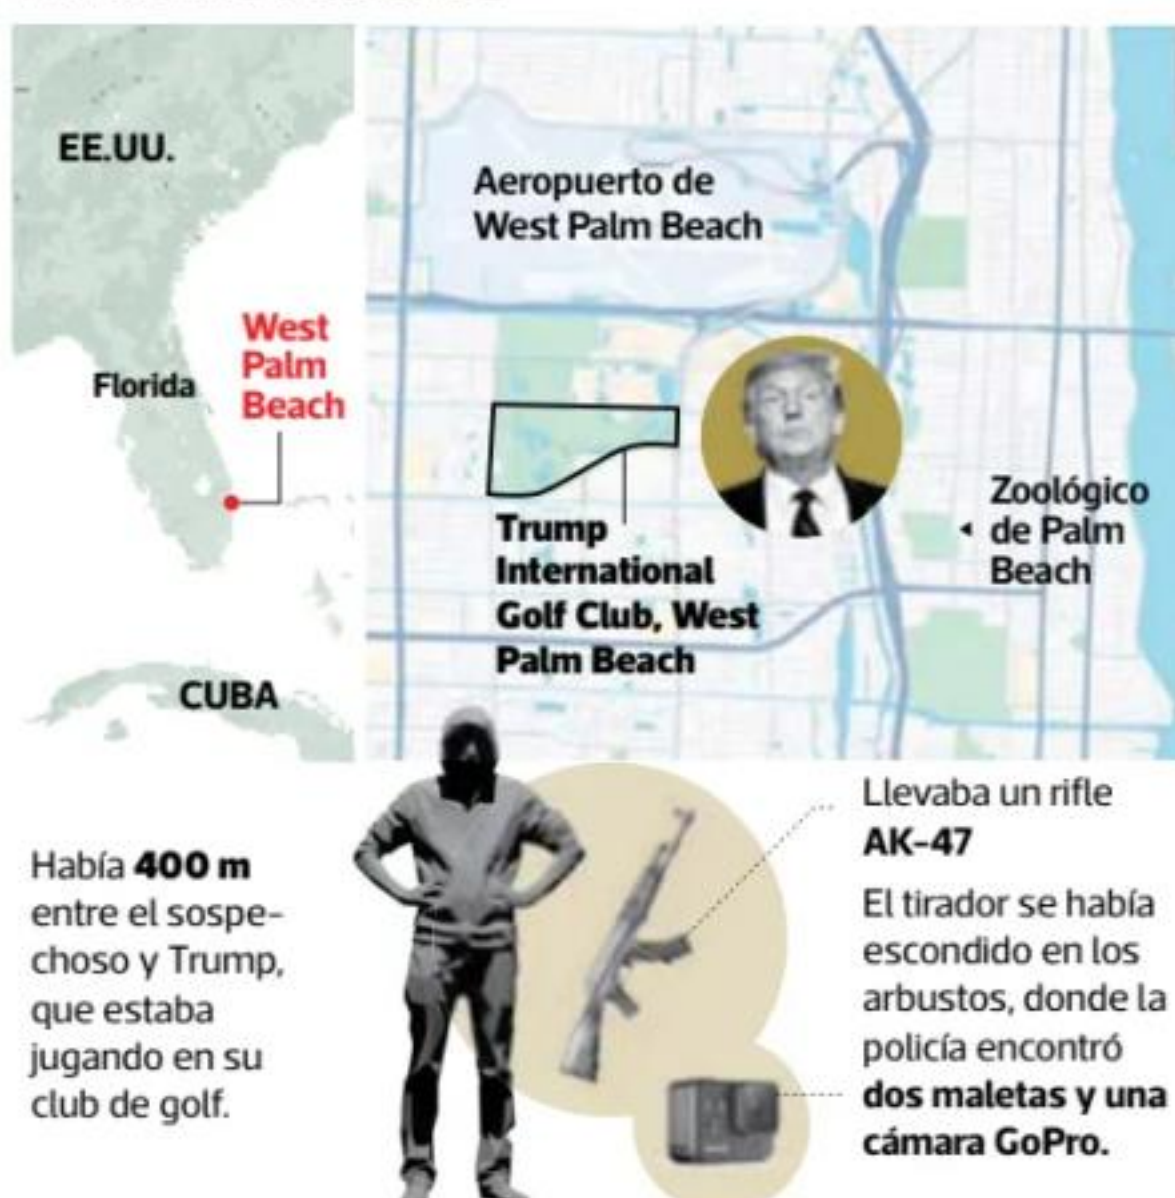 EE.UU.
Florida
West
Palm
Beach
CUBA
Aeropuerto de
West Palm Beach
Trump
International
Golf Club, West
Palm Beach
Zoológico
de Palm
Beach
Había 400 m
entre el sospe-
choso y Trump,
que estaba
jugando en su
club de golf.
Llevaba un rifle
AK-47
El tirador se había
escondido en los
arbustos, donde la
policía encontró
dos maletas y una
cámara GoPro.